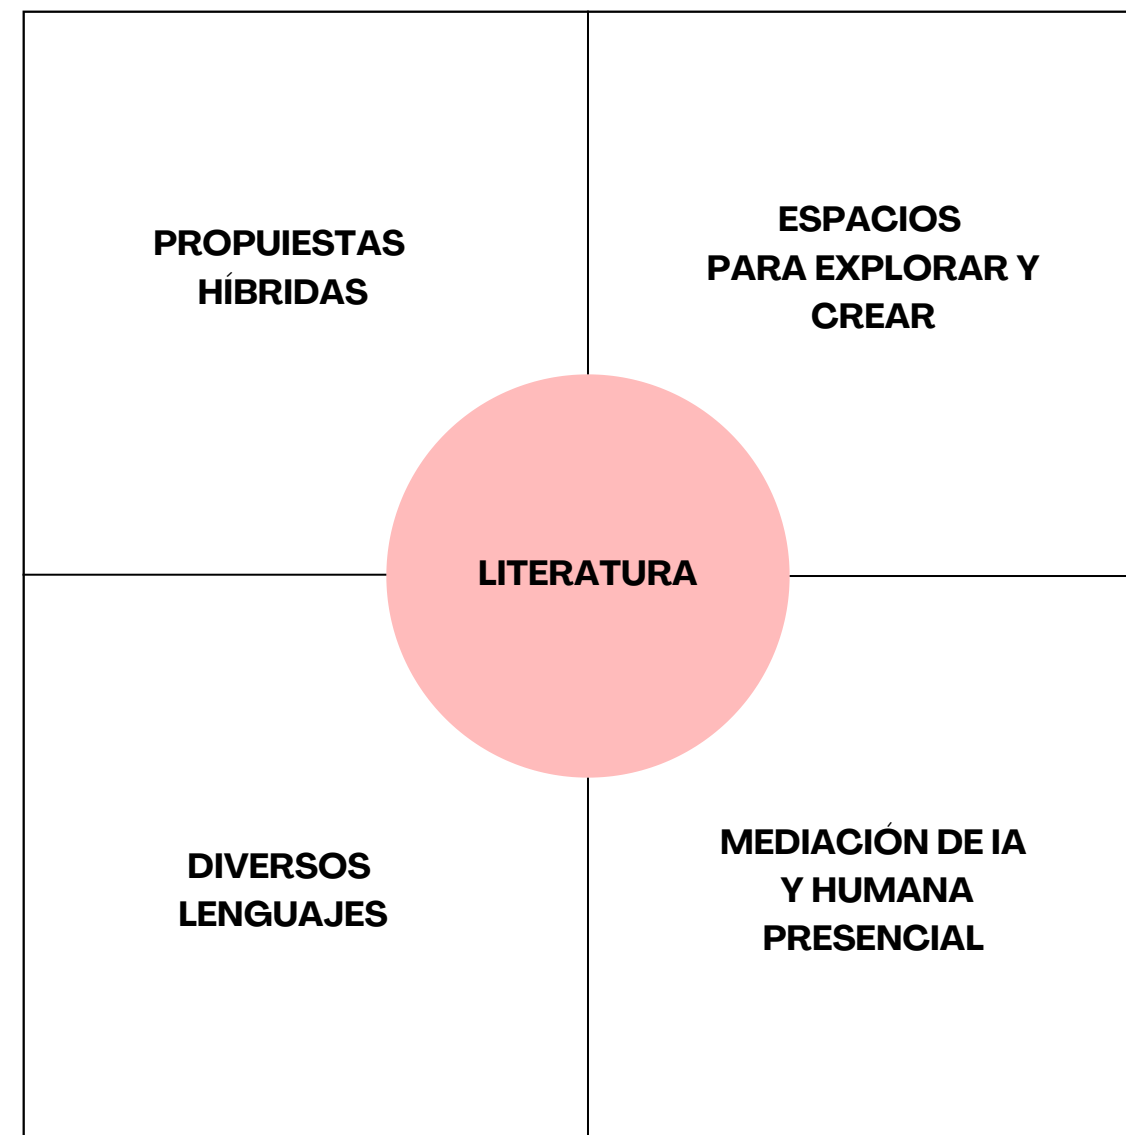 PROPUIESTAS
HÍBRIDAS
ESPACIOS
PARA EXPLORAR Y
CREAR
LITERATURA
DIVERSOS
LENGUAJES
MEDIACIÓN DE IA
Y HUMANA
PRESENCIAL